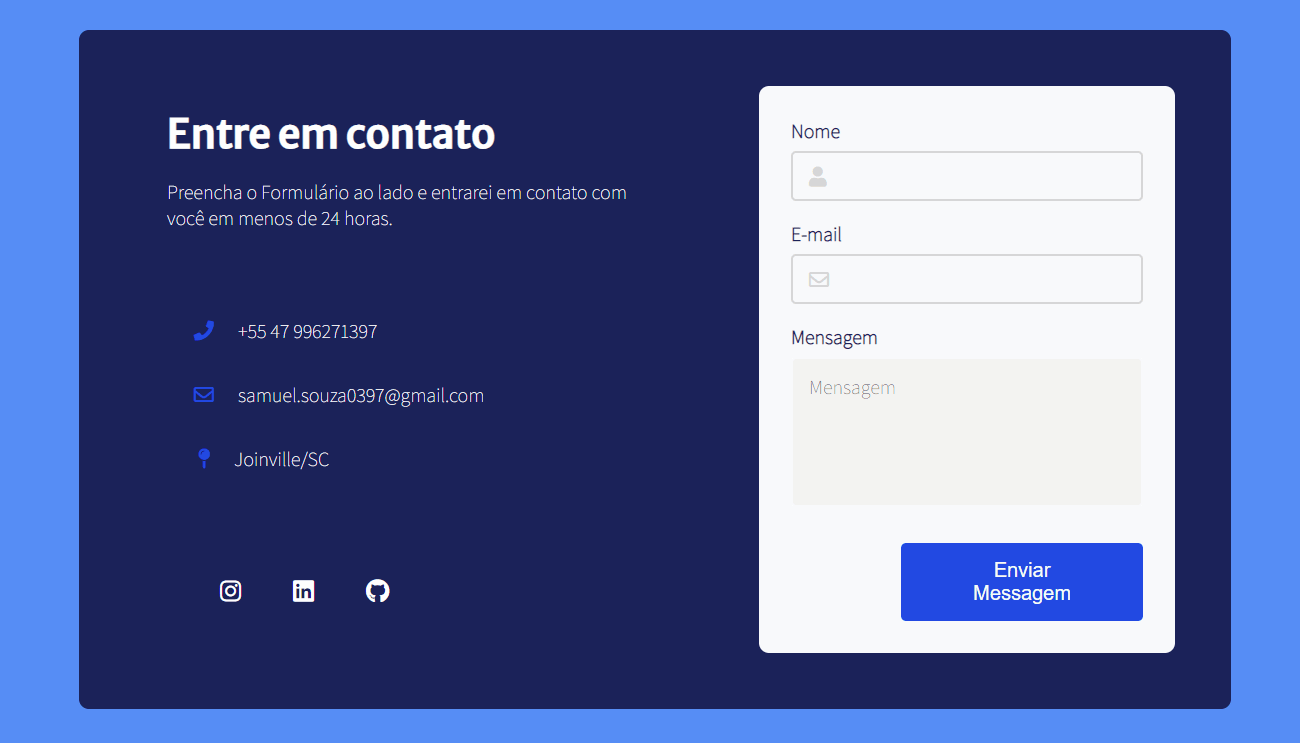 Entre em contato
Preencha o Formulário ao lado e entrarei em contato com
você em menos de 24 horas.
+55 47 996271397
samuel.souza0397@gmail.com
Joinville/SC
Nome
E-mail
Mensagem
Mensagem
Enviar
Messagem